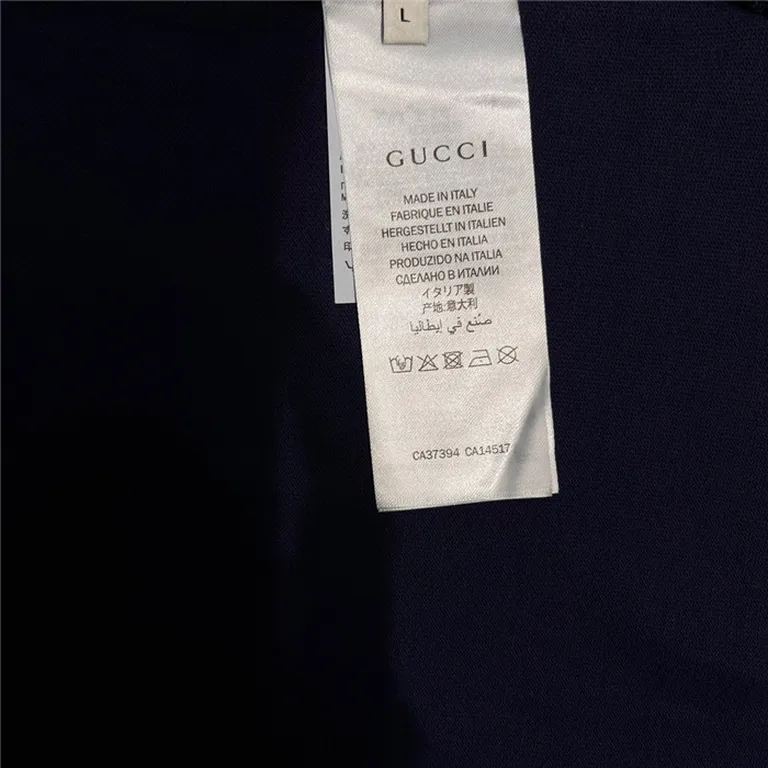 L
GUCCI
MADE IN ITALY
FABRIQUE EN ITALIE
HERGESTELLT IN ITALIEN
HECHO EN ITALIA
PRODUZIDO NA ITALIA
СДЕЛАНО В ИТАЛИИ
イタリア製
产地:意大利
صُنع في إيطاليا
CA37394 CA14517